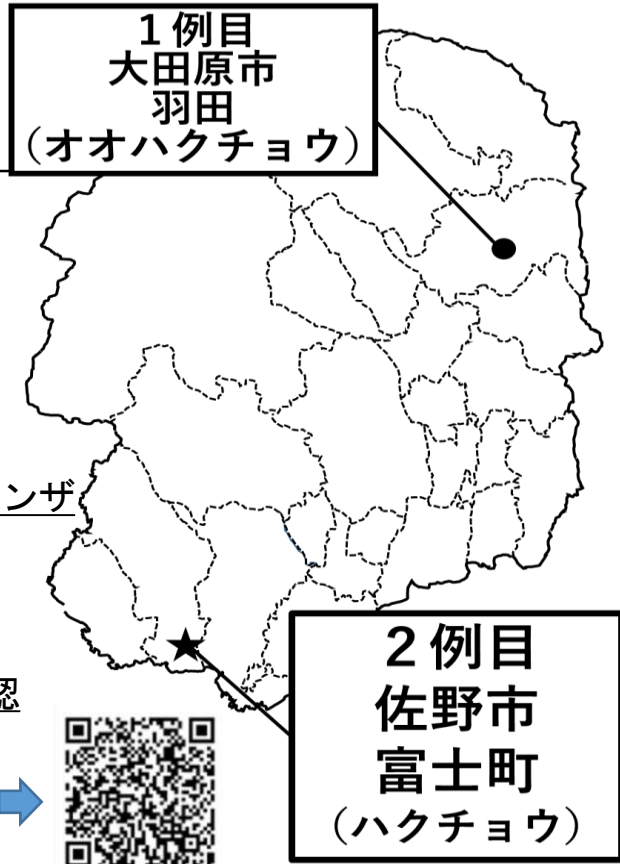 １例目
大田原市
羽田
（オオハクチョウ）
ンザ
２例目
佐野市
富士町
（ハクチョウ）
認